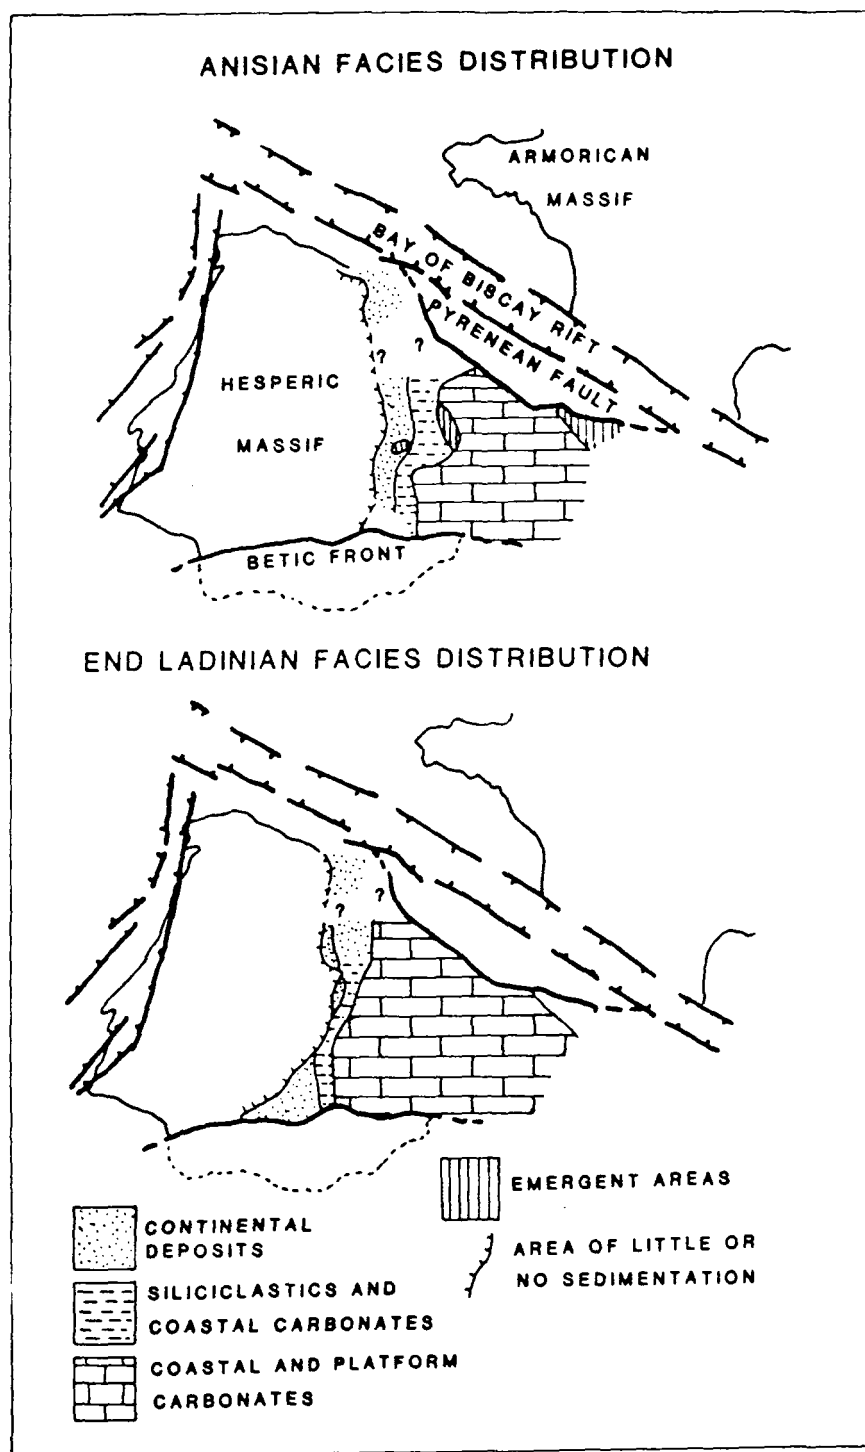 ANISIAN FACIES DISTRIBUTION
ARMORICAN
MASSIF
BAY OF BISCAY RIFT
PYRENEAN FAULT
? ?
HESPERIC
MASSIF
BETIC FRONT
END LADINIAN FACIES DISTRIBUTION
?
?
EMERGENT AREAS
CONTINENTAL
DEPOSITS
AREA OF LITTLE OR
NO SEDIMENTATION
SILICICLASTICS AND
COASTAL CARBONATES
COASTAL AND PLATFORM
CARBONATES